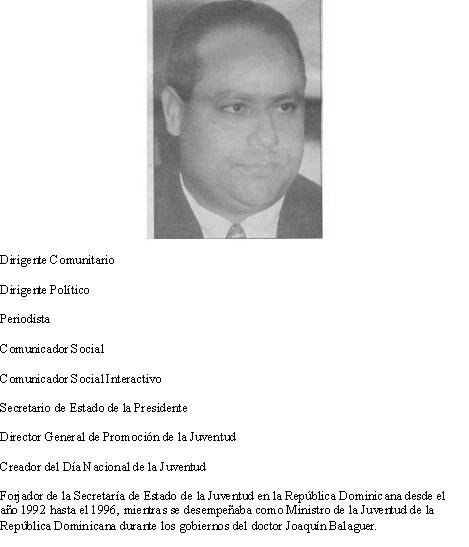 Dirigente Comunitario
Dirigente Político
Periodista
Comunicador Social
Comunicador Social Interactivo
Secretario de Estado de la Presidente
Director General de Promoción de la Juventud
Creador del Día Nacional de la Juventud
Forjador de la Secretaría de Estado de la Juventud en la República Dominicana desde el
año 1992 hasta el 1996, mientras se desempeñaba como Ministro de la Juventud de la
República Dominicana durante los gobiernos del doctor Joaquín Balaguer.